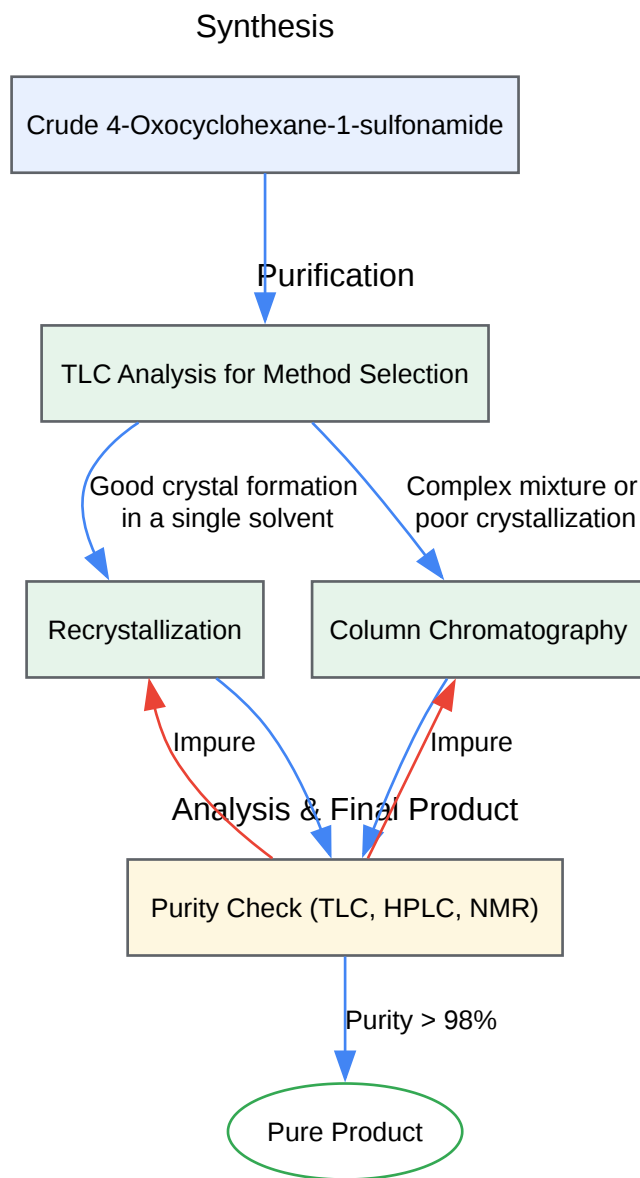 Synthesis
Crude 4-Oxocyclohexane-1-sulfonamide
Purification
TLC Analysis for Method Selection
Good crystal formation
in a single solvent
Complex mixture or
poor crystallization
Recrystallization
Column Chromatography
Impure
Impure
Analysis & Final Product
Purity Check (TLC, HPLC, NMR)
Purity > 98%
Pure Product